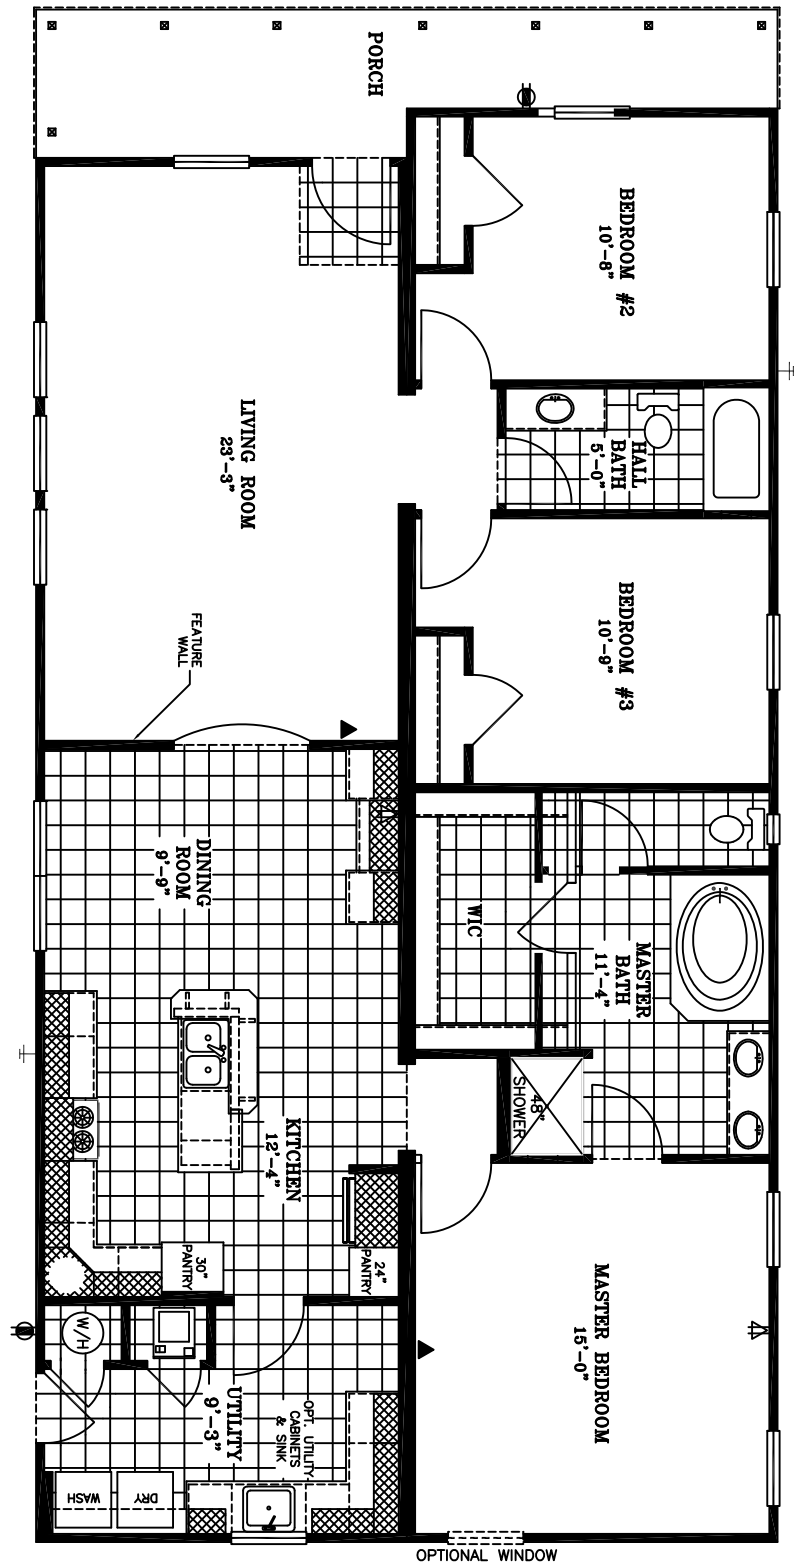 PORCH
BEDROOM #2
10'-8"
LIVING ROOM
23'-3"
HALL
BATH
5'-0"
BEDROOM #3
10'-9"
FEATURE
WALL
DINING
ROOM
9'-9"
WIC
MASTER
BATH
11'-4"
48"
SHOWER
KITCHEN
12'-4"
30"
PANTRY
24"
PANTRY
MASTER BEDROOM
15'-0"
W/H
UTILITY
9'-3"
OPT. UTILITY
CABINETS
& SINK
WASH
DRY
OPTIONAL WINDOW